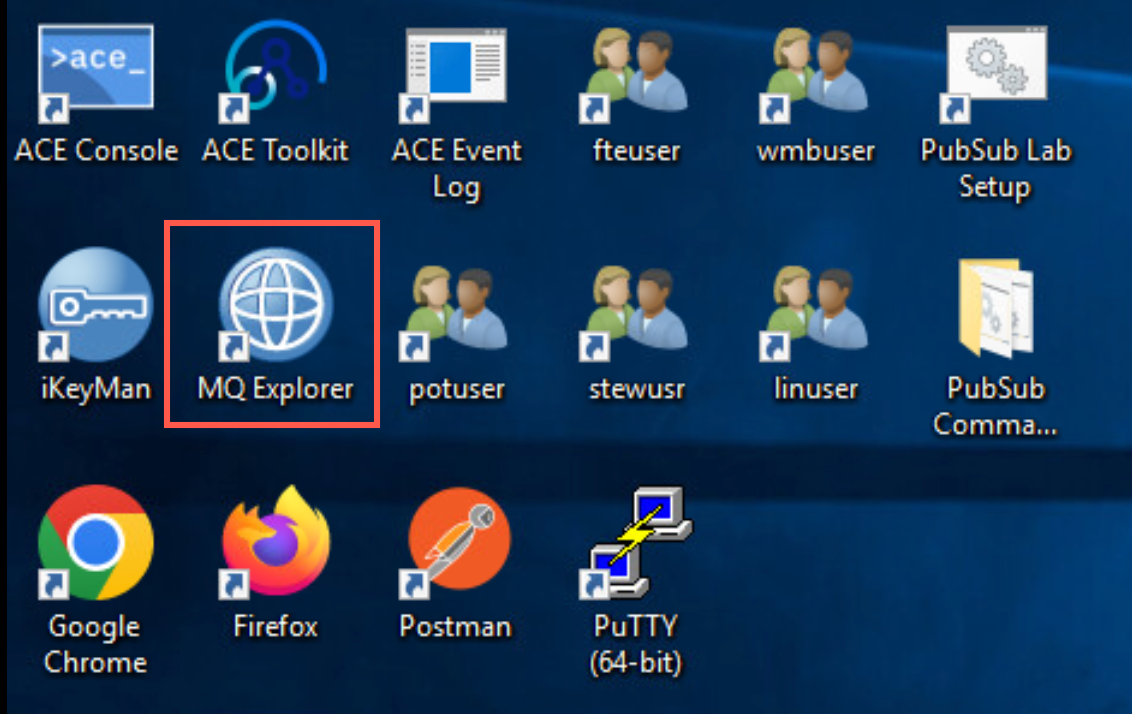 >ace_
ACE Console
ACE Toolkit
ACE Event
Log
fteuser
wmbuser
PubSub Lab
Setup
iKeyMan
MQ Explorer
potuser
stewusr
linuser
PubSub
Comma...
Google
Chrome
Firefox
Postman
PuTTY
(64-bit)